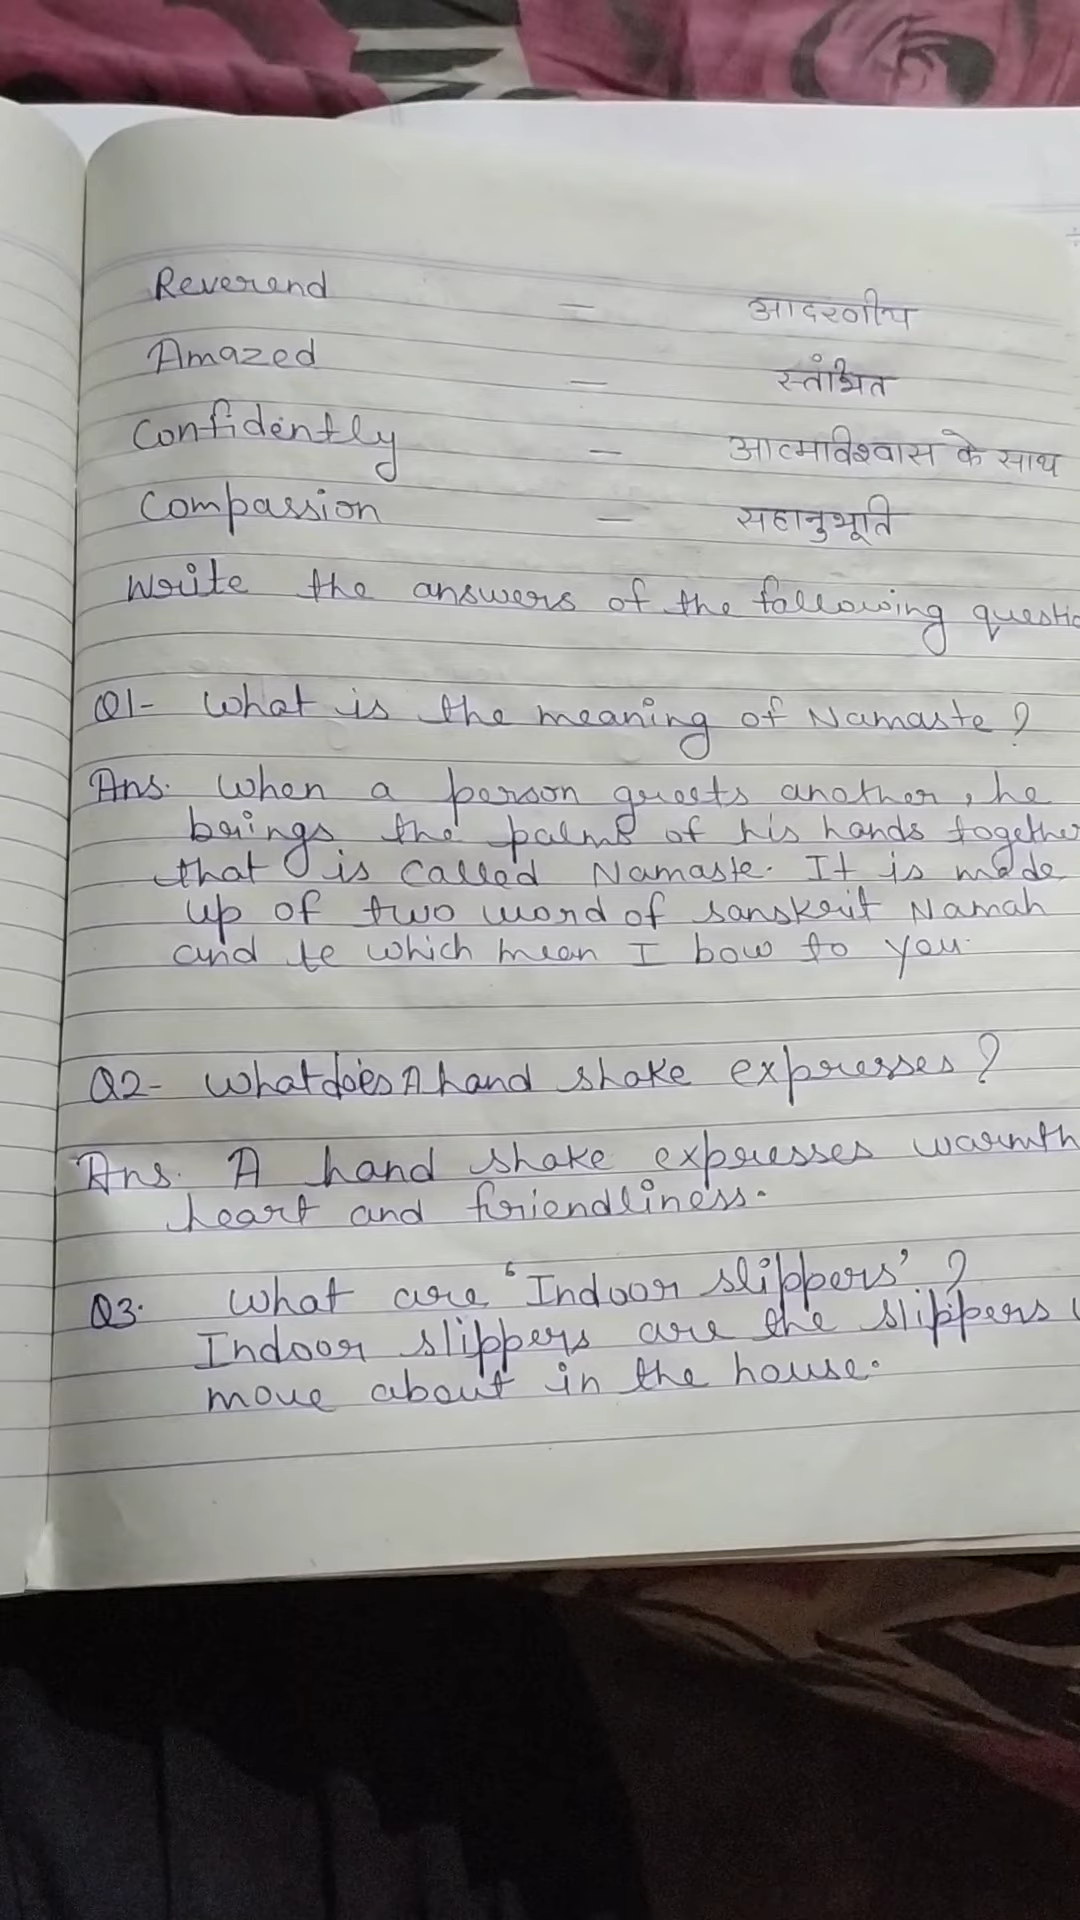 Reverend — आदरणीय
Amazed — स्तंभित
Confidently — आत्मविश्वास के साथ
Compassion — सहानुभूति
Write the answers of the following
Q1- What is the meaning of Namaste?
Ans. When a person greets another, he
brings the palms of his hands together
that is called Namaste. It is made
up of two word of sanskrit Namah
and te which mean I bow to you.
Q2- What does A hand shake expresses?
Ans. A hand shake expresses warmth
heart and friendliness.
Q3. What are 'Indoor slippers'?
Indoor slippers are the slippers
move about in the house.